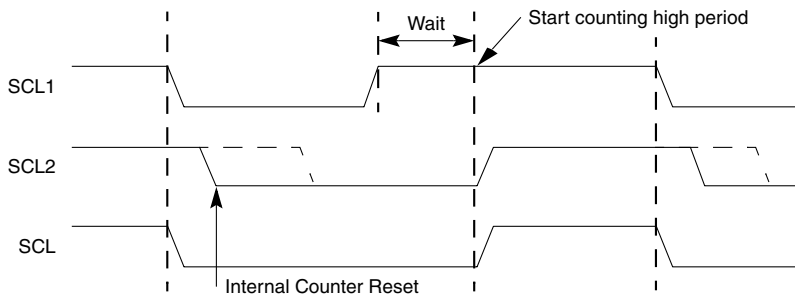 Start counting high period
Wait
SCL1
SCL2
SCL
Internal Counter Reset